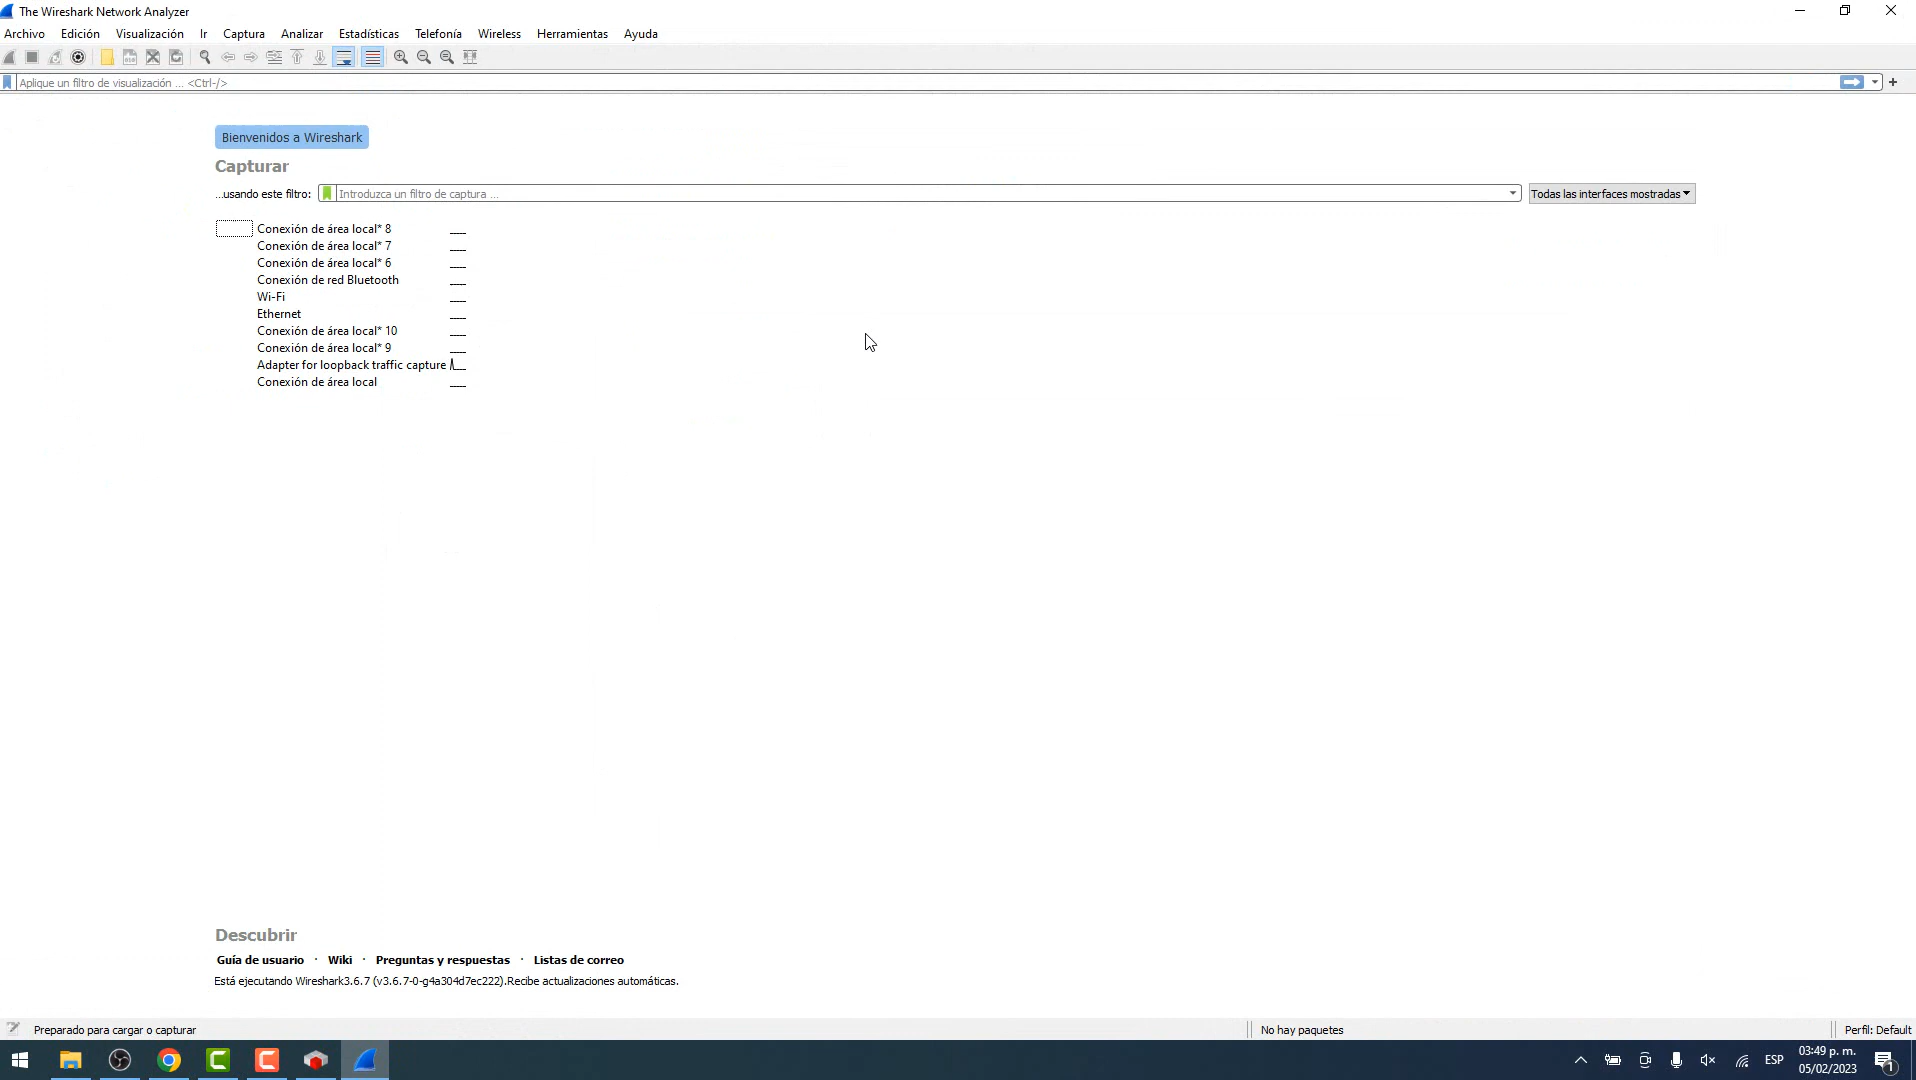 The Wireshark Network Analyzer
Archivo Edición Visualización Ir Captura Analizar Estadísticas Telefonía Wireless Herramientas Ayuda
Aplique un filtro de visualización ... <Ctrl-/>
Bienvenidos a Wireshark
Capturar
...usando este filtro: Introduzca un filtro de captura ... Todas las interfaces mostradas
Conexión de área local* 8
Conexión de área local* 7
Conexión de área local* 6
Conexión de red Bluetooth
Wi-Fi
Ethernet
Conexión de área local* 10
Conexión de área local* 9
Adapter for loopback traffic capture
Conexión de área local
Descubrir
Guía de usuario · Wiki · Preguntas y respuestas · Listas de correo
Está ejecutando Wireshark3.6.7 (v3.6.7-0-g4a304d7ec222).Recibe actualizaciones automáticas.
Preparado para cargar o capturar No hay paquetes Perfil: Default
ESP 03:49 p. m.
05/02/2023
1